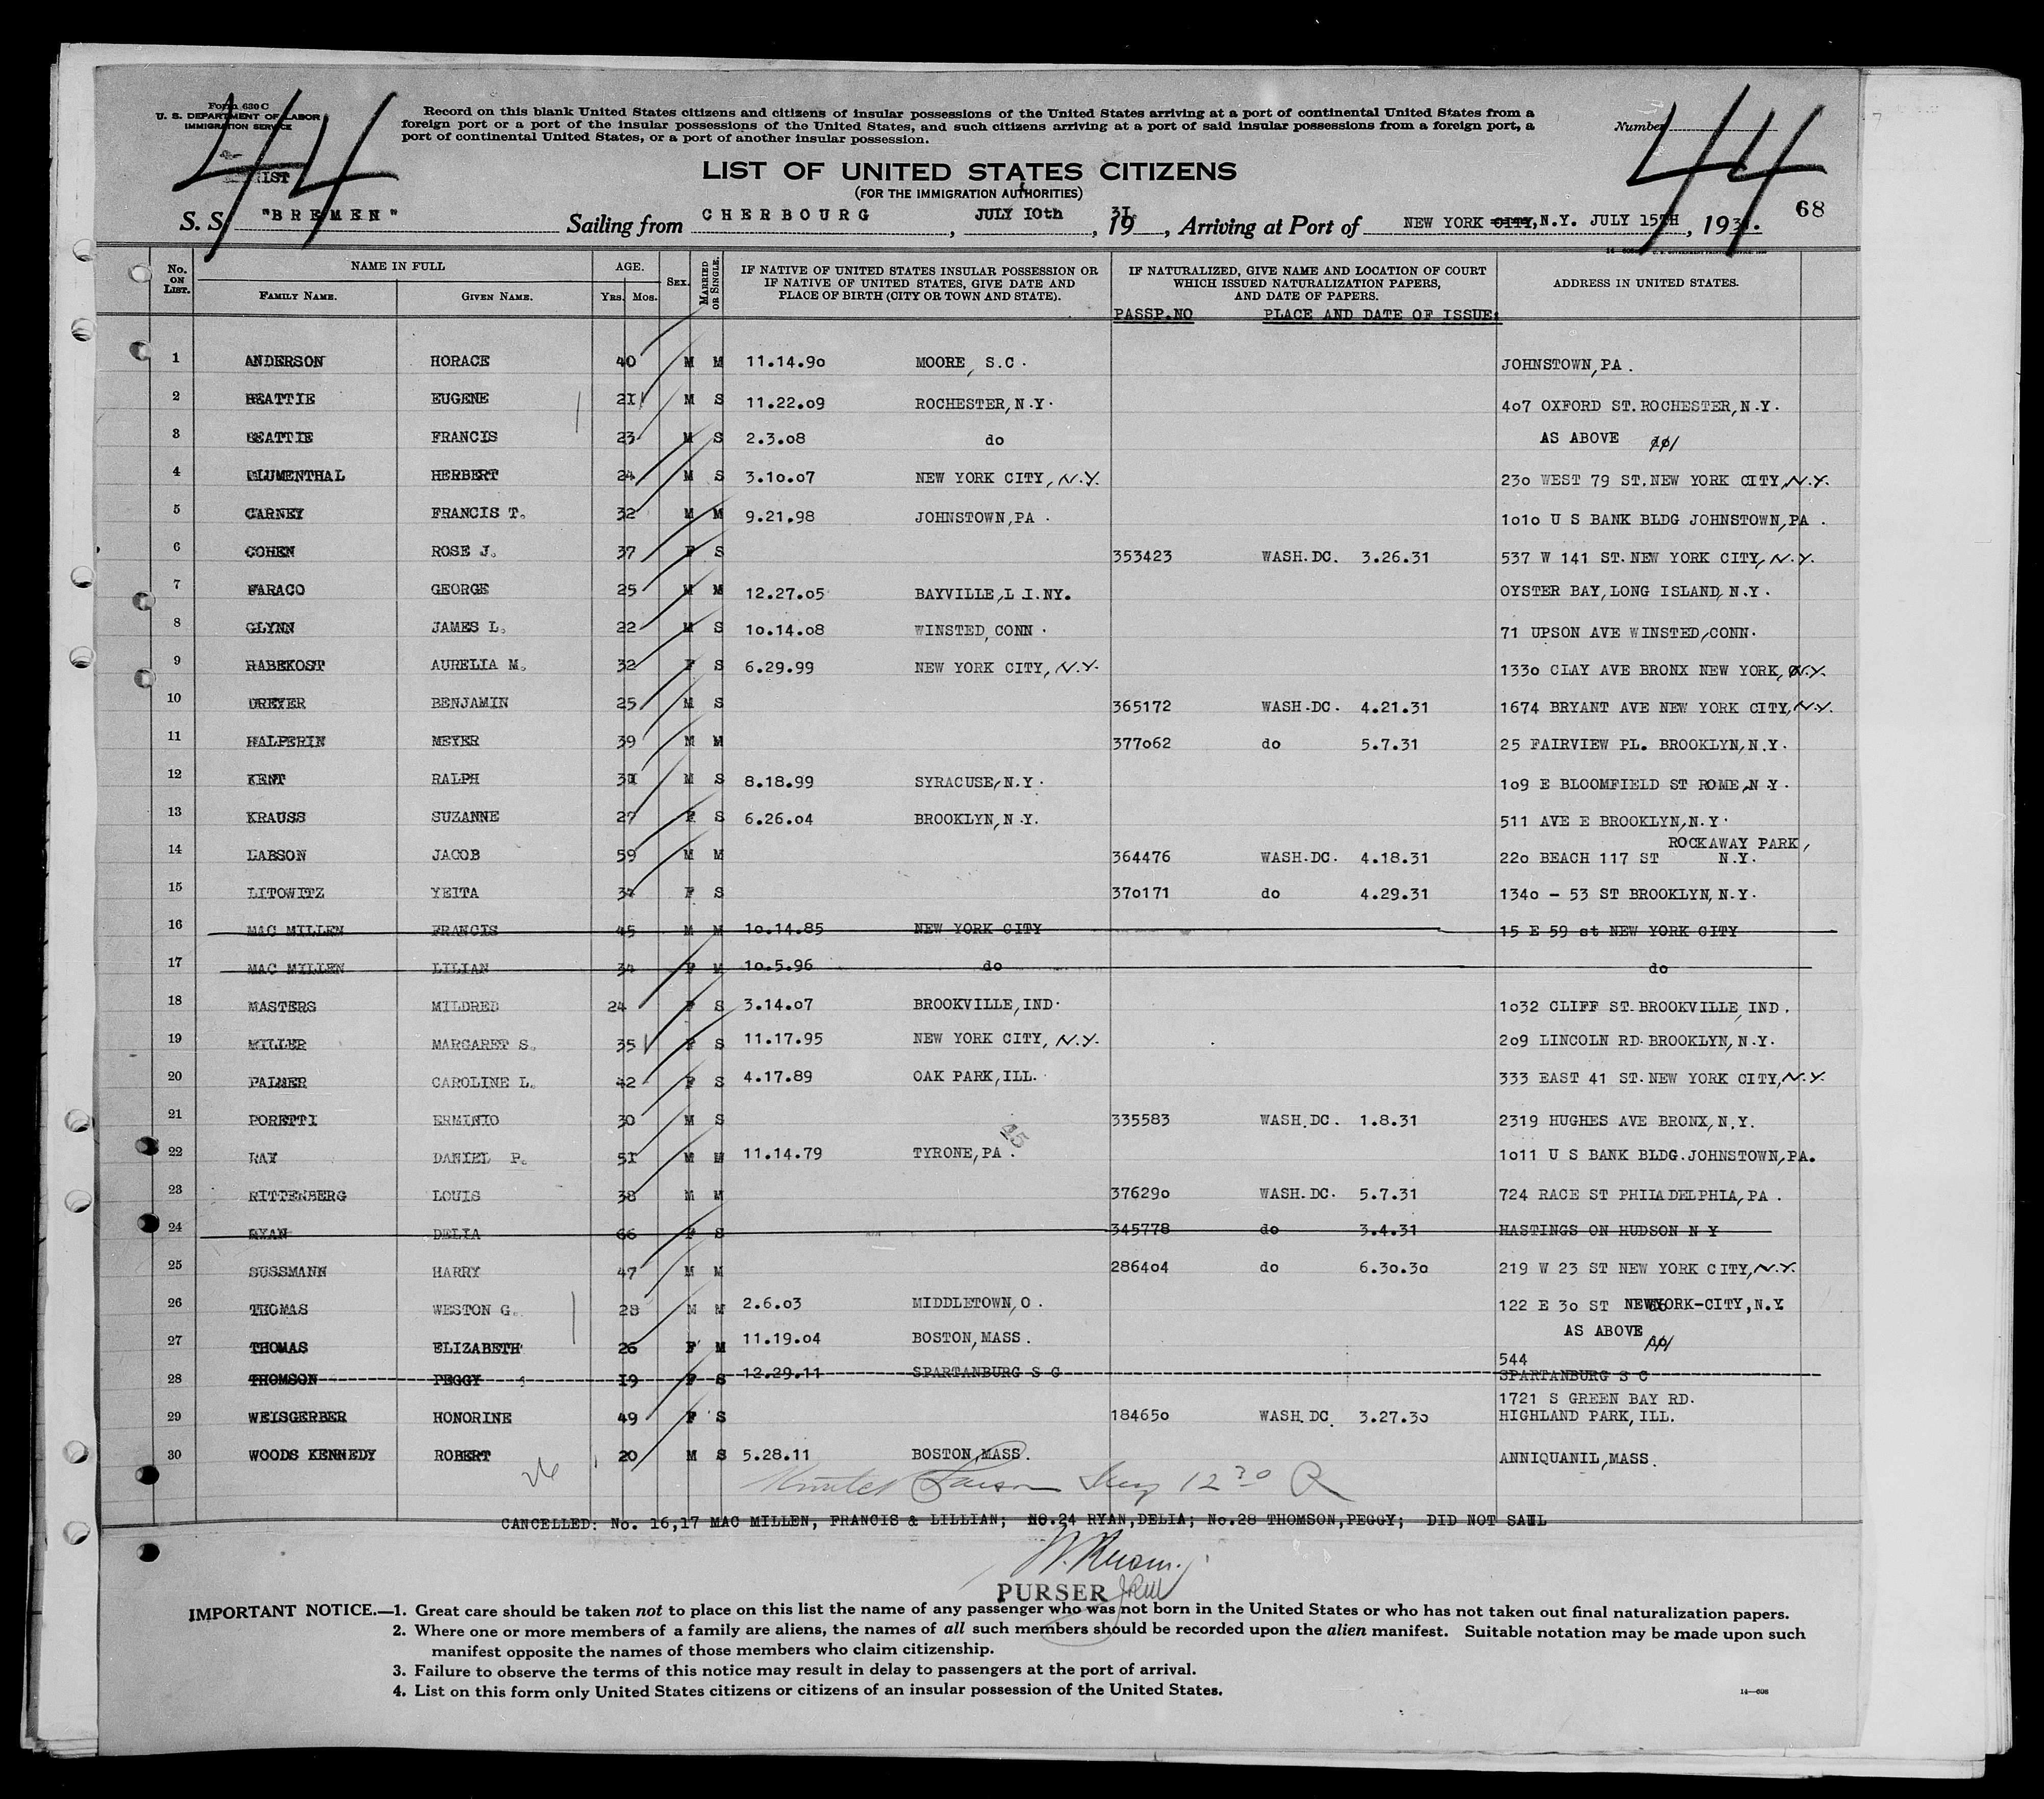 Form 630 C
U. S. DEPARTMENT OF LABOR
IMMIGRATION SERVICE
Record on this blank United States citizens and citizens of insular possessions of the United States arriving at a port of continental United States from a
foreign port or a port of the insular possessions of the United States, and such citizens arriving at a port of said insular possessions from a foreign port, a
port of continental United States, or a port of another insular possession.
Number
44
44
LIST OF UNITED STATES CITIZENS
(FOR THE IMMIGRATION AUTHORITIES)
68
S. S. "BREMEN" Sailing from CHERBOURG, JULY 10th, 1931., Arriving at Port of NEW YORK CITY, N.Y. JULY 15TH, 1931.
No. ON LIST. NAME IN FULL FAMILY NAME. GIVEN NAME. AGE. Yrs. Mos. SEX. MARRIED OR SINGLE. IF NATIVE OF UNITED STATES INSULAR POSSESSION OR IF NATIVE OF UNITED STATES, GIVE DATE AND PLACE OF BIRTH (CITY OR TOWN AND STATE). IF NATURALIZED, GIVE NAME AND LOCATION OF COURT WHICH ISSUED NATURALIZATION PAPERS, AND DATE OF PAPERS. ADDRESS IN UNITED STATES.
PASSP.NO PLACE AND DATE OF ISSUE:
1 ANDERSON HORACE 40 M M 11.14.90 MOORE, S.C. JOHNSTOWN, PA.
2 BEATTIE EUGENE 21 M S 11.22.09 ROCHESTER, N.Y. 407 OXFORD ST. ROCHESTER, N.Y.
3 BEATTIE FRANCIS 23 M S 2.3.08 do AS ABOVE
4 BLUMENTHAL HERBERT 24 M S 3.10.07 NEW YORK CITY, N.Y. 230 WEST 79 ST. NEW YORK CITY, N.Y.
5 CARNEY FRANCIS T. 32 M M 9.21.98 JOHNSTOWN, PA. 1010 U S BANK BLDG JOHNSTOWN, PA.
6 COHEN ROSE J. 37 F S 353423 WASH.DC. 3.26.31 537 W 141 ST. NEW YORK CITY, N.Y.
7 FARACO GEORGE 25 M M 12.27.05 BAYVILLE, L.I.NY. OYSTER BAY, LONG ISLAND, N.Y.
8 GLYNN JAMES L. 22 M S 10.14.08 WINSTED, CONN. 71 UPSON AVE WINSTED, CONN.
9 HABEKOST AURELIA M. 32 F S 6.29.99 NEW YORK CITY, N.Y. 1330 CLAY AVE BRONX NEW YORK, N.Y.
10 DREYER BENJAMIN 25 M S 365172 WASH.DC. 4.21.31 1674 BRYANT AVE NEW YORK CITY, N.Y.
11 HALPERIN MEYER 39 M M 377062 do 5.7.31 25 FAIRVIEW PL. BROOKLYN, N.Y.
12 KENT RALPH 31 M S 8.18.99 SYRACUSE, N.Y. 109 E BLOOMFIELD ST ROME, N.Y.
13 KRAUSS SUZANNE 27 F S 6.26.04 BROOKLYN, N.Y. 511 AVE E BROOKLYN, N.Y.
14 LABSON JACOB 59 M M 364476 WASH.DC. 4.18.31 220 BEACH 117 ST ROCKAWAY PARK, N.Y.
15 LITOWITZ YEITA 34 F S 370171 do 4.29.31 1340 - 53 ST BROOKLYN, N.Y.
16 MAC MILLEN FRANCIS 45 M M 10.14.85 NEW YORK CITY 15 E 59 st NEW YORK CITY
17 MAC MILLEN LILIAN 34 F M 10.5.96 do do
18 MASTERS MILDRED 24 F S 3.14.07 BROOKVILLE, IND. 1032 CLIFF ST. BROOKVILLE, IND.
19 MILLER MARGARET S. 35 F S 11.17.95 NEW YORK CITY, N.Y. 209 LINCOLN RD. BROOKLYN, N.Y.
20 PALMER CAROLINE L. 42 F S 4.17.89 OAK PARK, ILL. 333 EAST 41 ST. NEW YORK CITY, N.Y.
21 PORETTI ERMINIO 30 M S 335583 WASH.DC. 1.8.31 2319 HUGHES AVE BRONX, N.Y.
22 RAY DANIEL P. 51 M M 11.14.79 TYRONE, PA. 45 1011 U S BANK BLDG. JOHNSTOWN, PA.
23 RITTENBERG LOUIS 38 M M 376290 WASH.DC. 5.7.31 724 RACE ST PHILADELPHIA, PA.
24 RYAN DELIA 66 F S 345778 do 3.4.31 HASTINGS ON HUDSON N Y
25 SUSSMANN HARRY 47 M M 286404 do 6.30.30 219 W 23 ST NEW YORK CITY, N.Y.
26 THOMAS WESTON G. 28 M M 2.6.03 MIDDLETOWN, O. 122 E 30 ST NEW YORK-CITY, N.Y.
27 THOMAS ELIZABETH 26 F M 11.19.04 BOSTON, MASS. AS ABOVE
28 THOMSON PEGGY 19 F S 12.29.11 SPARTANBURG S C 544 SPARTANBURG S C
29 WEISGERBER HONORINE 49 F S 184650 WASH.DC. 3.27.30 1721 S GREEN BAY RD. HIGHLAND PARK, ILL.
30 WOODS KENNEDY ROBERT 20 M S 5.28.11 BOSTON, MASS. ANNIQUANIL, MASS.
12 30
CANCELLED: No. 16,17 MAC MILLEN, FRANCIS & LILLIAN; No.24 RYAN, DELIA; No.28 THOMSON, PEGGY; DID NOT SAIL
PURSER
IMPORTANT NOTICE.—1. Great care should be taken not to place on this list the name of any passenger who was not born in the United States or who has not taken out final naturalization papers.
2. Where one or more members of a family are aliens, the names of all such members should be recorded upon the alien manifest. Suitable notation may be made upon such
manifest opposite the names of those members who claim citizenship.
3. Failure to observe the terms of this notice may result in delay to passengers at the port of arrival.
4. List on this form only United States citizens or citizens of an insular possession of the United States.
14—608